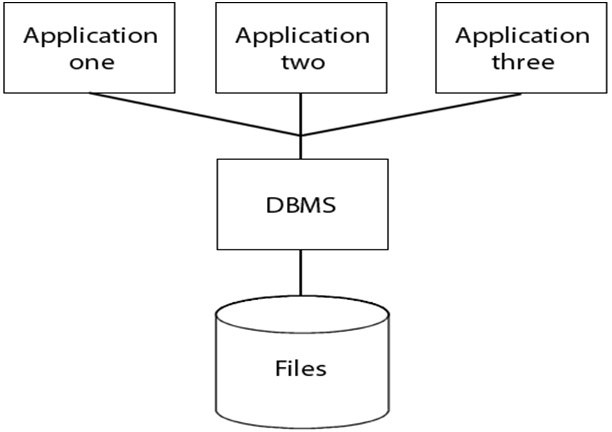 Application
one
Application
two
Application
three
DBMS
Files